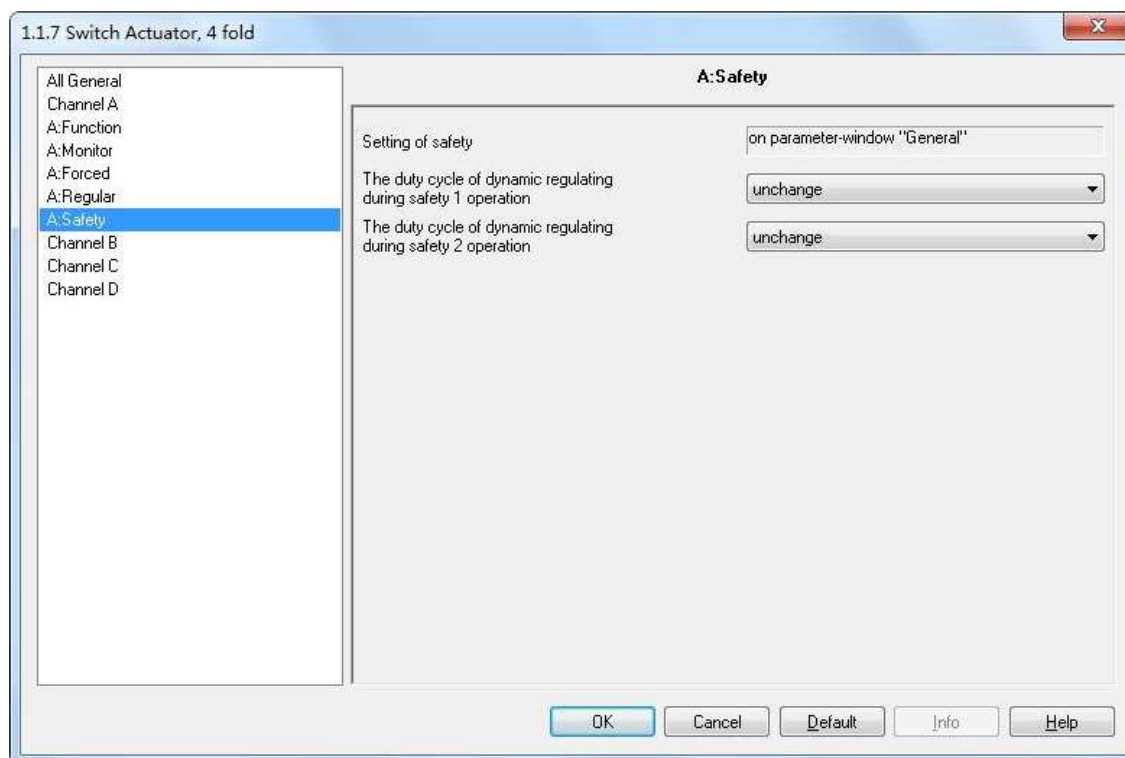 1.1.7 Switch Actuator, 4 fold
All General
Channel A
A:Function
A:Monitor
A:Forced
A:Regular
A:Safety
Channel B
Channel C
Channel D
A:Safety
Setting of safety
on parameter-window "General"
The duty cycle of dynamic regulating
during safety 1 operation
unchange
The duty cycle of dynamic regulating
during safety 2 operation
unchange
OK
Cancel
Default
Info
Help